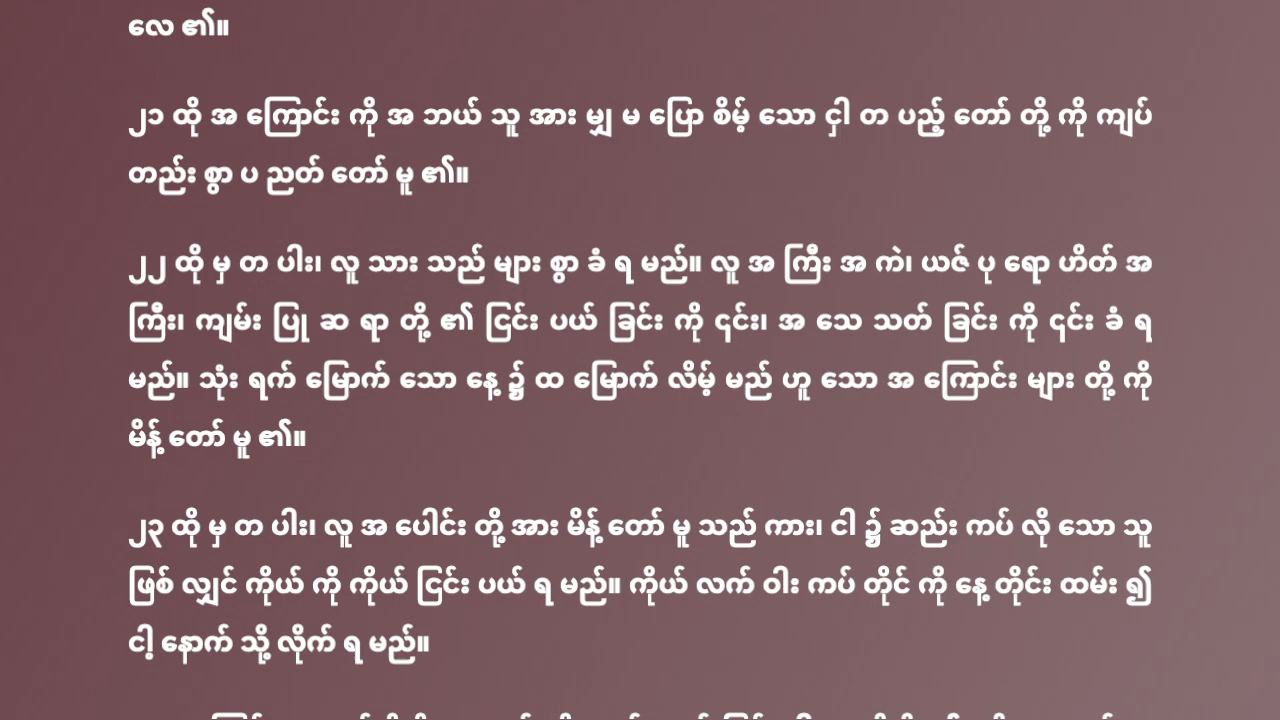 လေ ၏။
၂၁ ထို အ ကြောင်း ကို အ ဘယ် သူ အား မျှ မ ပြော စိမ့် သော ငှါ တ ပည့် တော် တို့ ကို ကျပ်
တည်း စွာ ပ ညတ် တော် မူ ၏။
၂၂ ထို မှ တ ပါး၊ လူ သား သည် များ စွာ ခံ ရ မည်။ လူ အ ကြီး အ ကဲ၊ ယဇ် ပု ရော ဟိတ် အ
ကြီး၊ ကျမ်း ပြု ဆ ရာ တို့ ၏ ငြင်း ပယ် ခြင်း ကို ၎င်း၊ အ သေ သတ် ခြင်း ကို ၎င်း ခံ ရ
မည်။ သုံး ရက် မြောက် သော နေ့ ၌ ထ မြောက် လိမ့် မည် ဟူ သော အ ကြောင်း များ တို့ ကို
မိန့် တော် မူ ၏။
၂၃ ထို မှ တ ပါး၊ လူ အ ပေါင်း တို့ အား မိန့် တော် မူ သည် ကား၊ ငါ ၌ ဆည်း ကပ် လို သော သူ
ဖြစ် လျှင် ကိုယ် ကို ကိုယ် ငြင်း ပယ် ရ မည်။ ကိုယ် လက် ဝါး ကပ် တိုင် ကို နေ့ တိုင်း ထမ်း ၍
ငါ့ နောက် သို့ လိုက် ရ မည်။